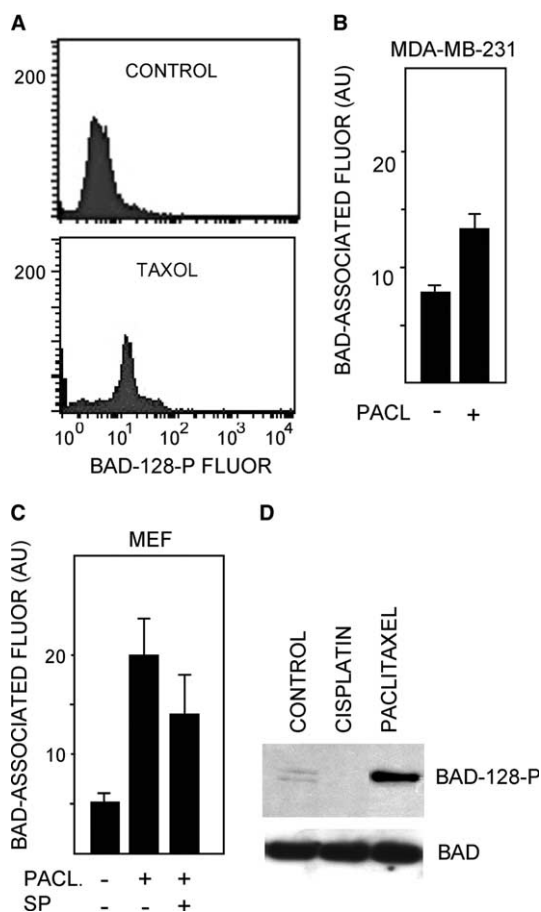 A
200
CONTROL
200
TAXOL
10^0 10^1 10^2 10^3 10^4
BAD-128-P FLUOR
B
MDA-MB-231
BAD-ASSOCIATED FLUOR (AU)
20
10
PACL - +
C
MEF
BAD-ASSOCIATED FLUOR (AU)
20
10
PACL. - + +
SP - +
D
CONTROL
CISPLATIN
PACLITAXEL
BAD-128-P
BAD